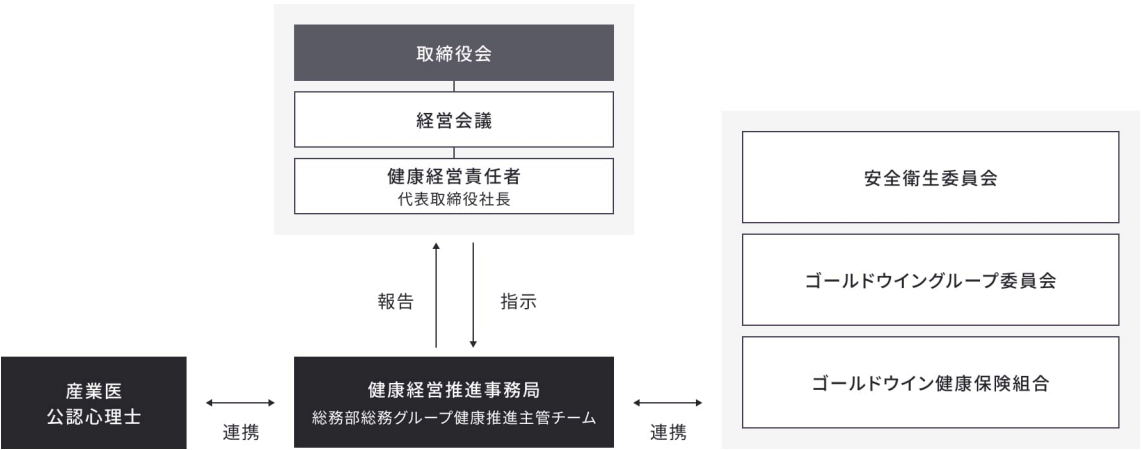 取締役会
経営会議
健康経営責任者
代表取締役社長
安全衛生委員会
ゴールドウイングループ委員会
ゴールドウイン健康保険組合
報告
指示
産業医
公認心理士
連携
健康経営推進事務局
総務部総務グループ健康推進主管チーム
連携